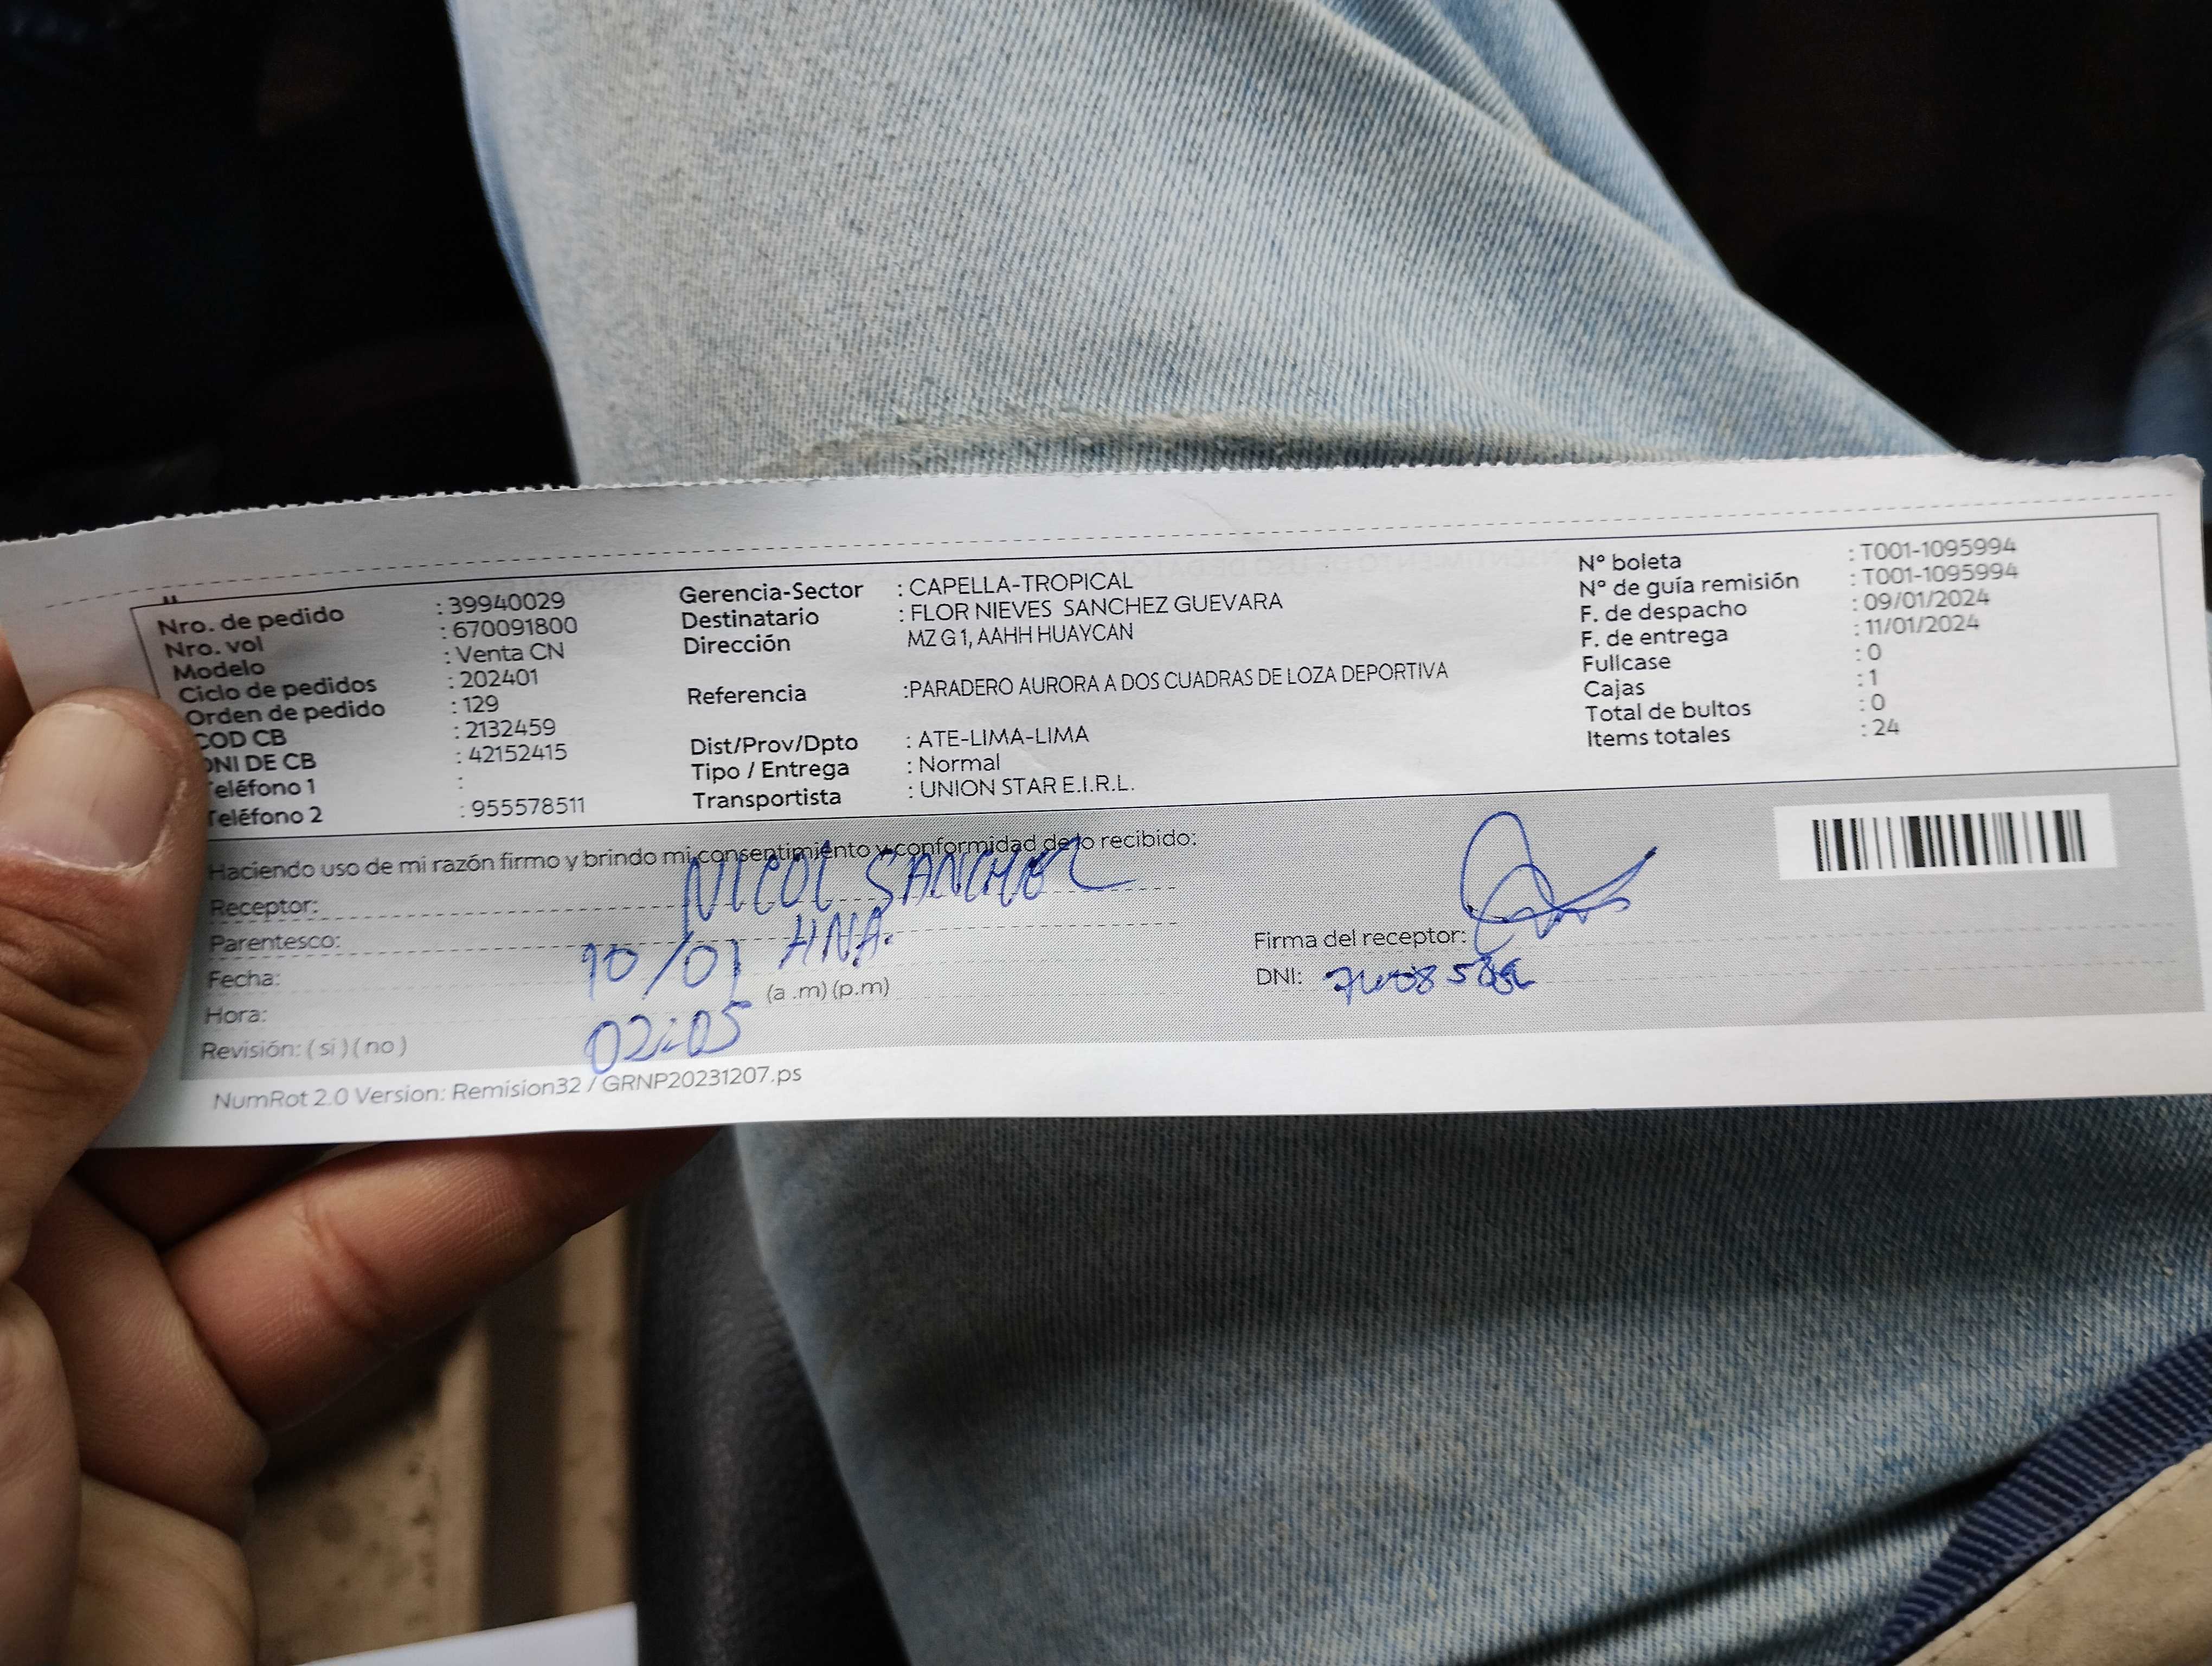 Nro. de pedido : 39940029
Nro. vol : 670091800
Modelo : Venta CN
Ciclo de pedidos : 202401
Orden de pedido : 129
COD CB : 2132459
DNI DE CB : 42152415
Teléfono 1 :
Teléfono 2 : 955578511
Gerencia-Sector : CAPELLA-TROPICAL
Destinatario : FLOR NIEVES SANCHEZ GUEVARA
Dirección MZ G 1, AAHH HUAYCAN
Referencia :PARADERO AURORA A DOS CUADRAS DE LOZA DEPORTIVA
Dist/Prov/Dpto : ATE-LIMA-LIMA
Tipo / Entrega : Normal
Transportista : UNION STAR E.I.R.L.
N° boleta : T001-1095994
N° de guía remisión : T001-1095994
F. de despacho : 09/01/2024
F. de entrega : 11/01/2024
Fullcase : 0
Cajas : 1
Total de bultos : 0
Items totales : 24
Haciendo uso de mi razón firmo y brindo mi consentimiento y conformidad de lo recibido:
Receptor: NICOL SANCHEZ
Parentesco: HNA.
Fecha: 10/01
Hora: 02:05 (a .m) (p.m)
Revisión: ( si ) ( no )
Firma del receptor:
DNI:
NumRot 2.0 Version: Remision32 / GRNP20231207.ps